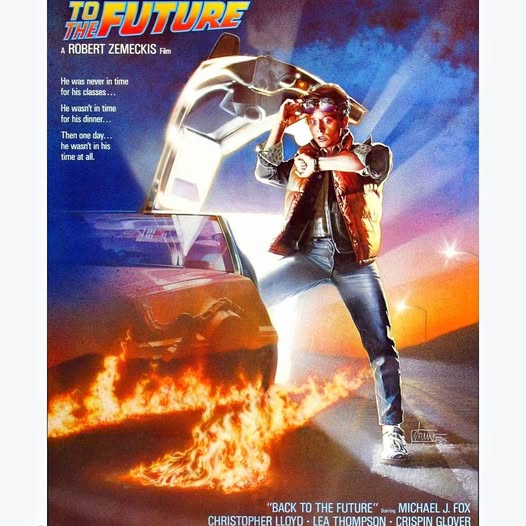 TO
THE FUTURE
A ROBERT ZEMECKIS Film
He was never in time
for his classes...
He wasn't in time
for his dinner...
Then one day...
he wasn't in his
time at all.
"BACK TO THE FUTURE" Starring MICHAEL J. FOX
CHRISTOPHER LLOYD · LEA THOMPSON · CRISPIN GLOVER